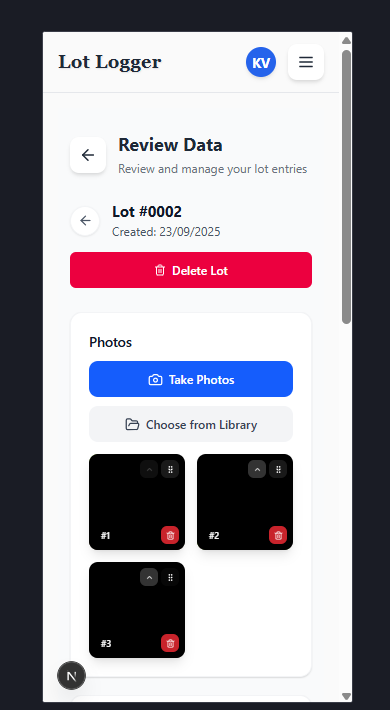 Lot Logger
KV
Review Data
Review and manage your lot entries
Lot #0002
Created: 23/09/2025
Delete Lot
Photos
Take Photos
Choose from Library
#1
#2
#3
N